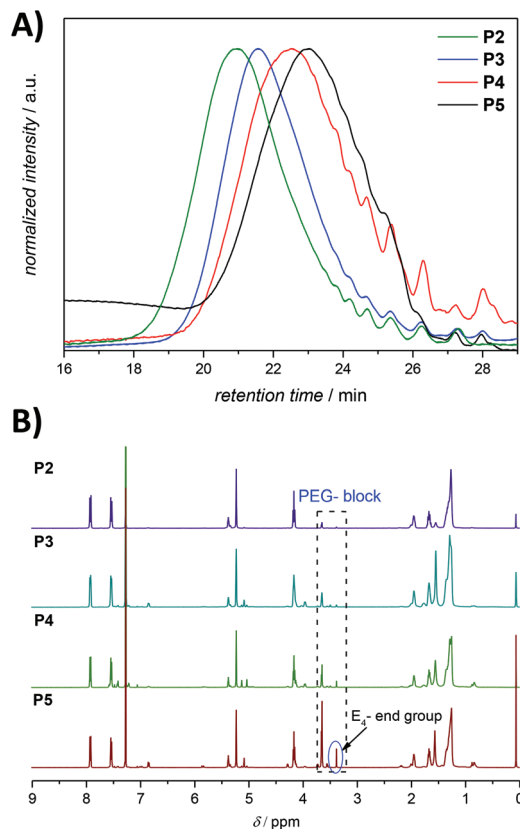 A)
normalized intensity / a.u.
P2
P3
P4
P5
16 18 20 22 24 26 28
retention time / min
B)
P2
PEG- block
P3
P4
P5
E4- end group
9 8 7 6 5 4 3 2 1 0
δ / ppm